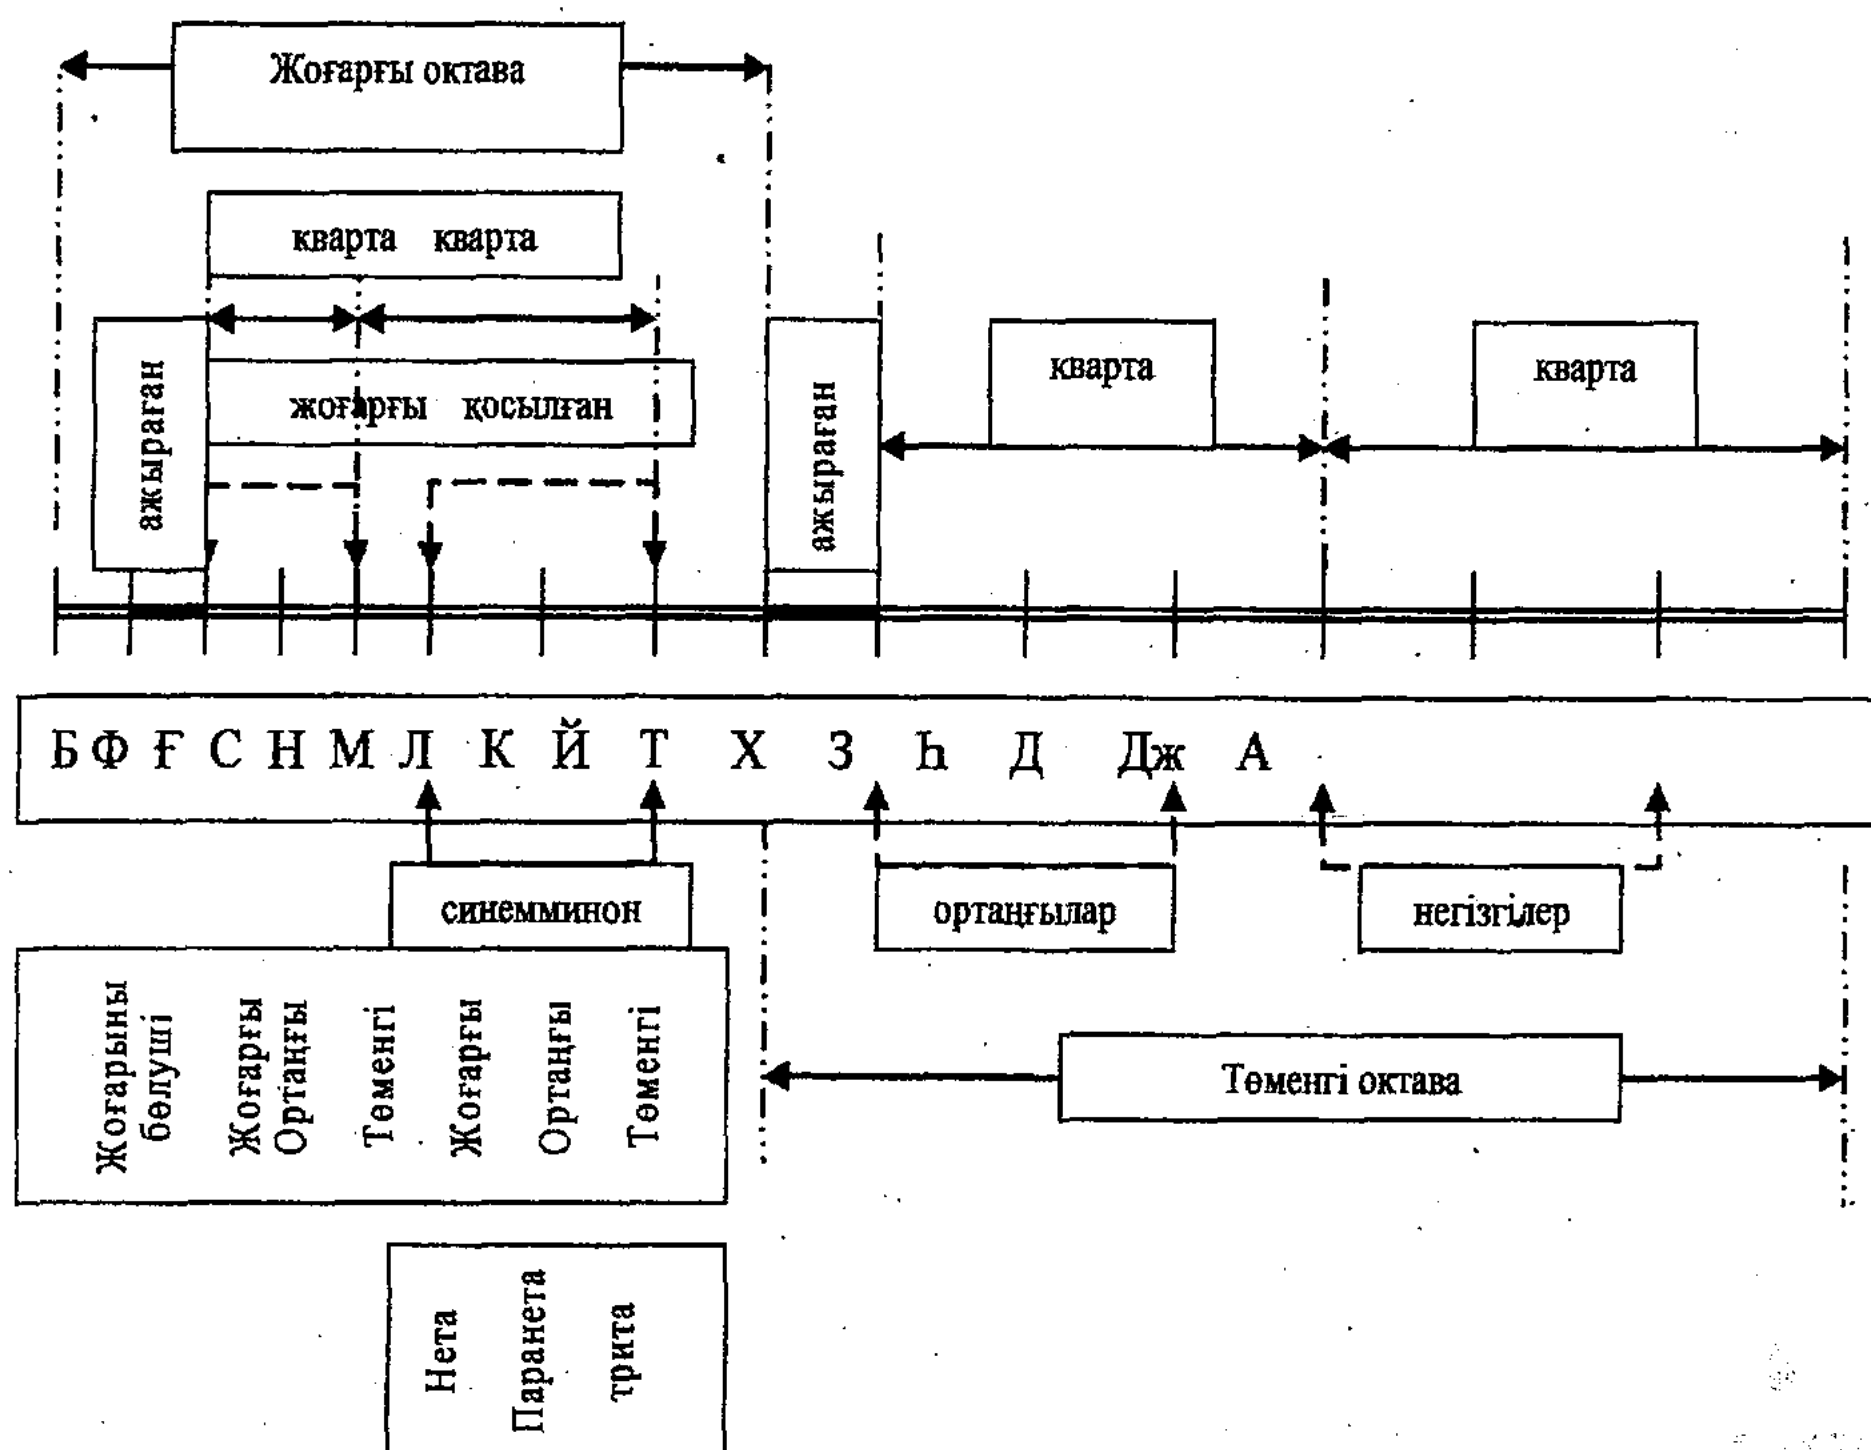 Жоғарғы октава
кварта кварта
ажыраған
жоғарғы қосылған
ажыраған
кварта
кварта
Б Ф Ғ С Н М Л К Й Т Х З Һ Д Дж А
синемминон
ортаңғылар
негізгілер
Жоғарыны
бөлуші
Жоғарғы
Ортаңғы
Төменгі
Жоғарғы
Ортаңғы
Төменгі
Төменгі октава
Нета
Паранета
трита